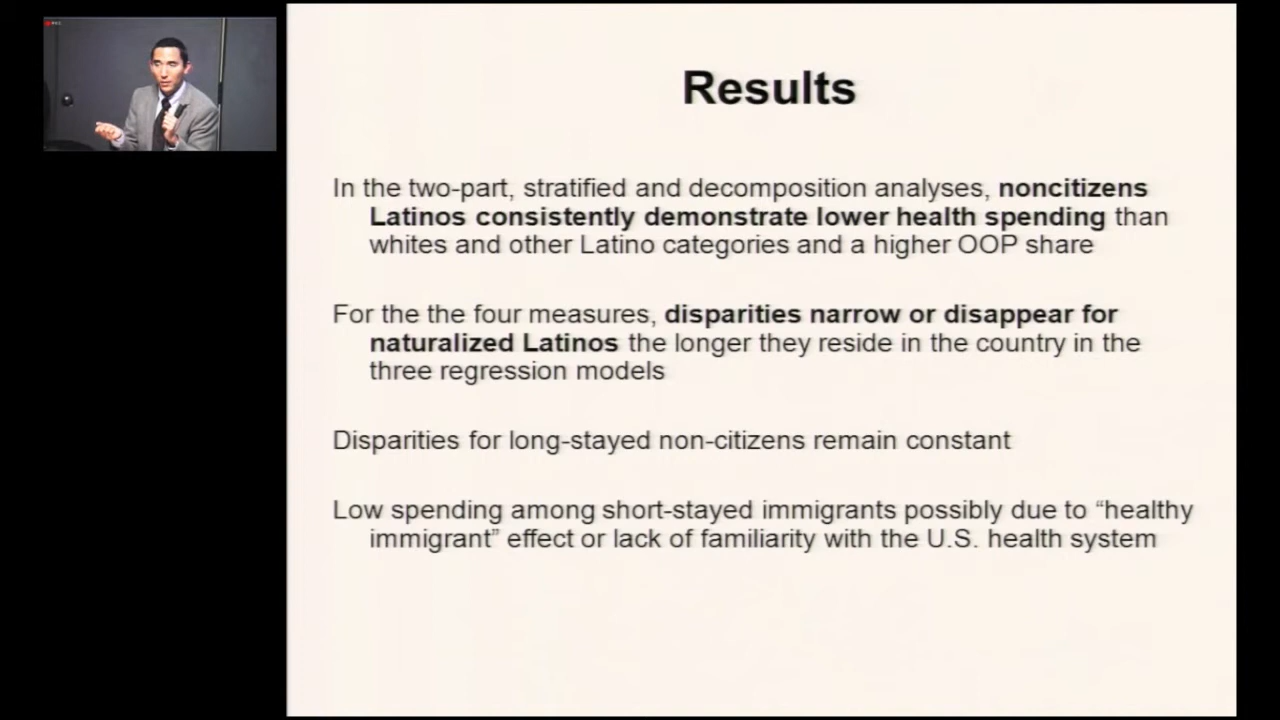 Results
In the two-part, stratified and decomposition analyses, noncitizens
Latinos consistently demonstrate lower health spending than
whites and other Latino categories and a higher OOP share
For the the four measures, disparities narrow or disappear for
naturalized Latinos the longer they reside in the country in the
three regression models
Disparities for long-stayed non-citizens remain constant
Low spending among short-stayed immigrants possibly due to “healthy
immigrant” effect or lack of familiarity with the U.S. health system